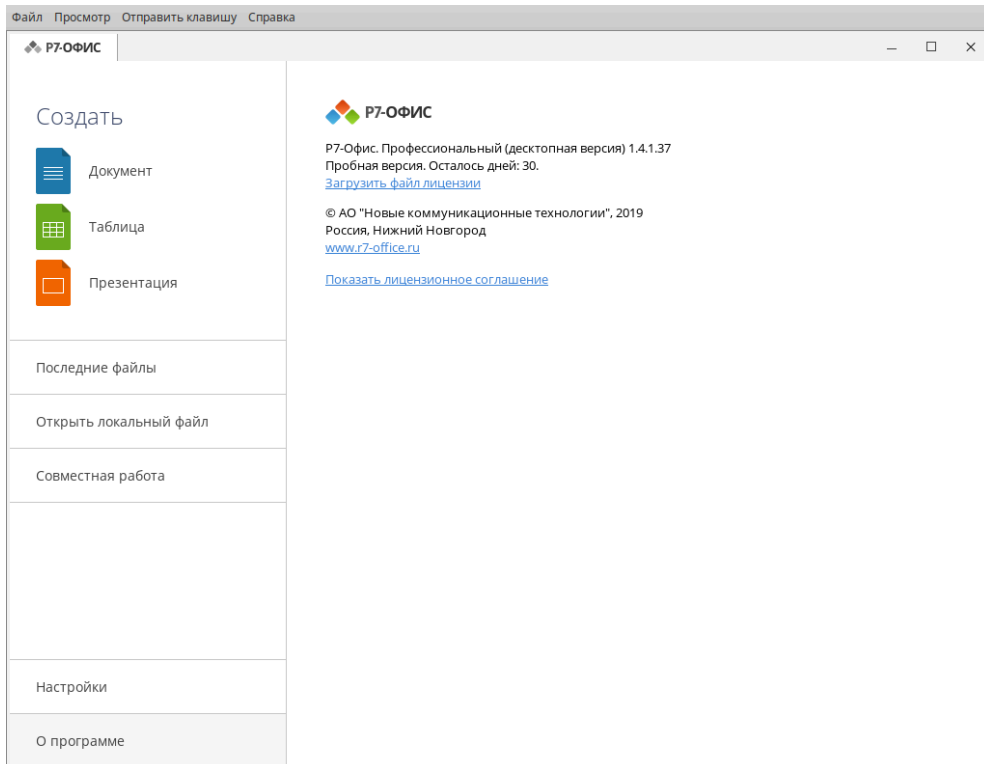 Файл Просмотр Отправить клавишу Справка
Р7-ОФИС
Создать
Документ
Таблица
Презентация
Последние файлы
Открыть локальный файл
Совместная работа
Настройки
О программе
Р7-ОФИС
Р7-Офис. Профессиональный (десктопная версия) 1.4.1.37
Пробная версия. Осталось дней: 30.
Загрузить файл лицензии
© АО "Новые коммуникационные технологии", 2019
Россия, Нижний Новгород
www.r7-office.ru
Показать лицензионное соглашение